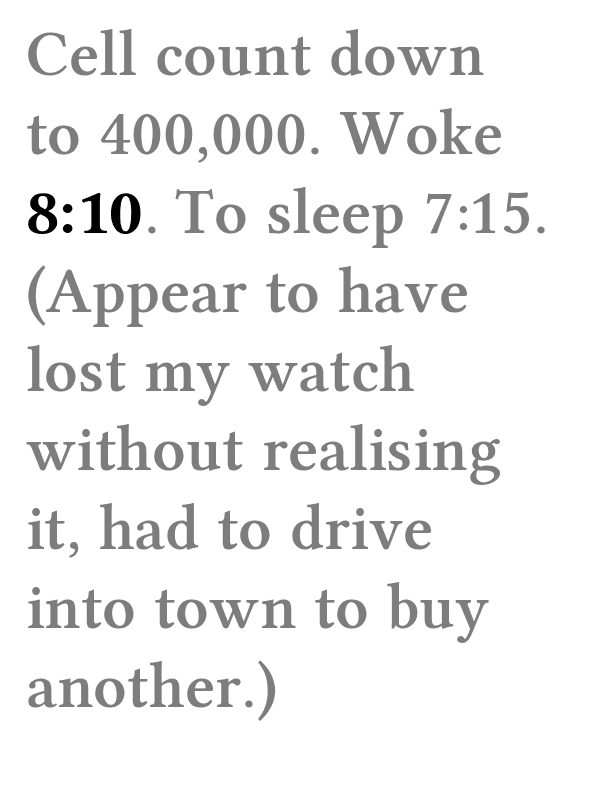 Cell count down
to 400,000. Woke
8:10. To sleep 7:15.
(Appear to have
lost my watch
without realising
it, had to drive
into town to buy
another.)